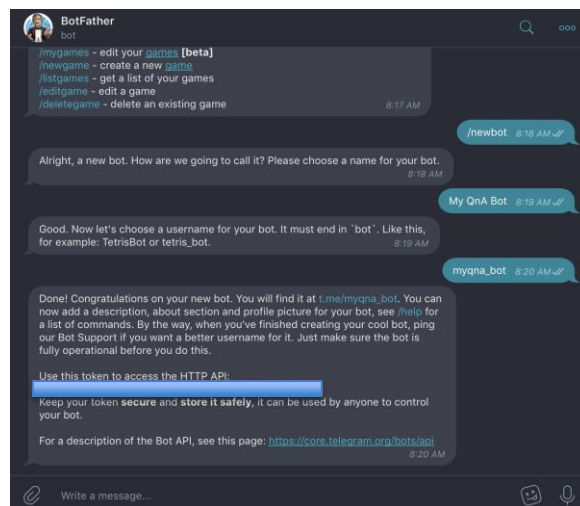 BotFather
bot
/mygames - edit your games [beta]
/newgame - create a new game
/listgames - get a list of your games
/editgame - edit a game
/deletegame - delete an existing game 8:17 AM
/newbot 8:18 AM
Alright, a new bot. How are we going to call it? Please choose a name for your bot.
8:18 AM
My QnA Bot 8:19 AM
Good. Now let's choose a username for your bot. It must end in `bot`. Like this,
for example: TetrisBot or tetris_bot. 8:19 AM
myqna_bot 8:20 AM
Done! Congratulations on your new bot. You will find it at t.me/myqna_bot. You can
now add a description, about section and profile picture for your bot, see /help for
a list of commands. By the way, when you've finished creating your cool bot, ping
our Bot Support if you want a better username for it. Just make sure the bot is
fully operational before you do this.
Use this token to access the HTTP API:
Keep your token secure and store it safely, it can be used by anyone to control
your bot.
For a description of the Bot API, see this page: https://core.telegram.org/bots/api
8:20 AM
Write a message...